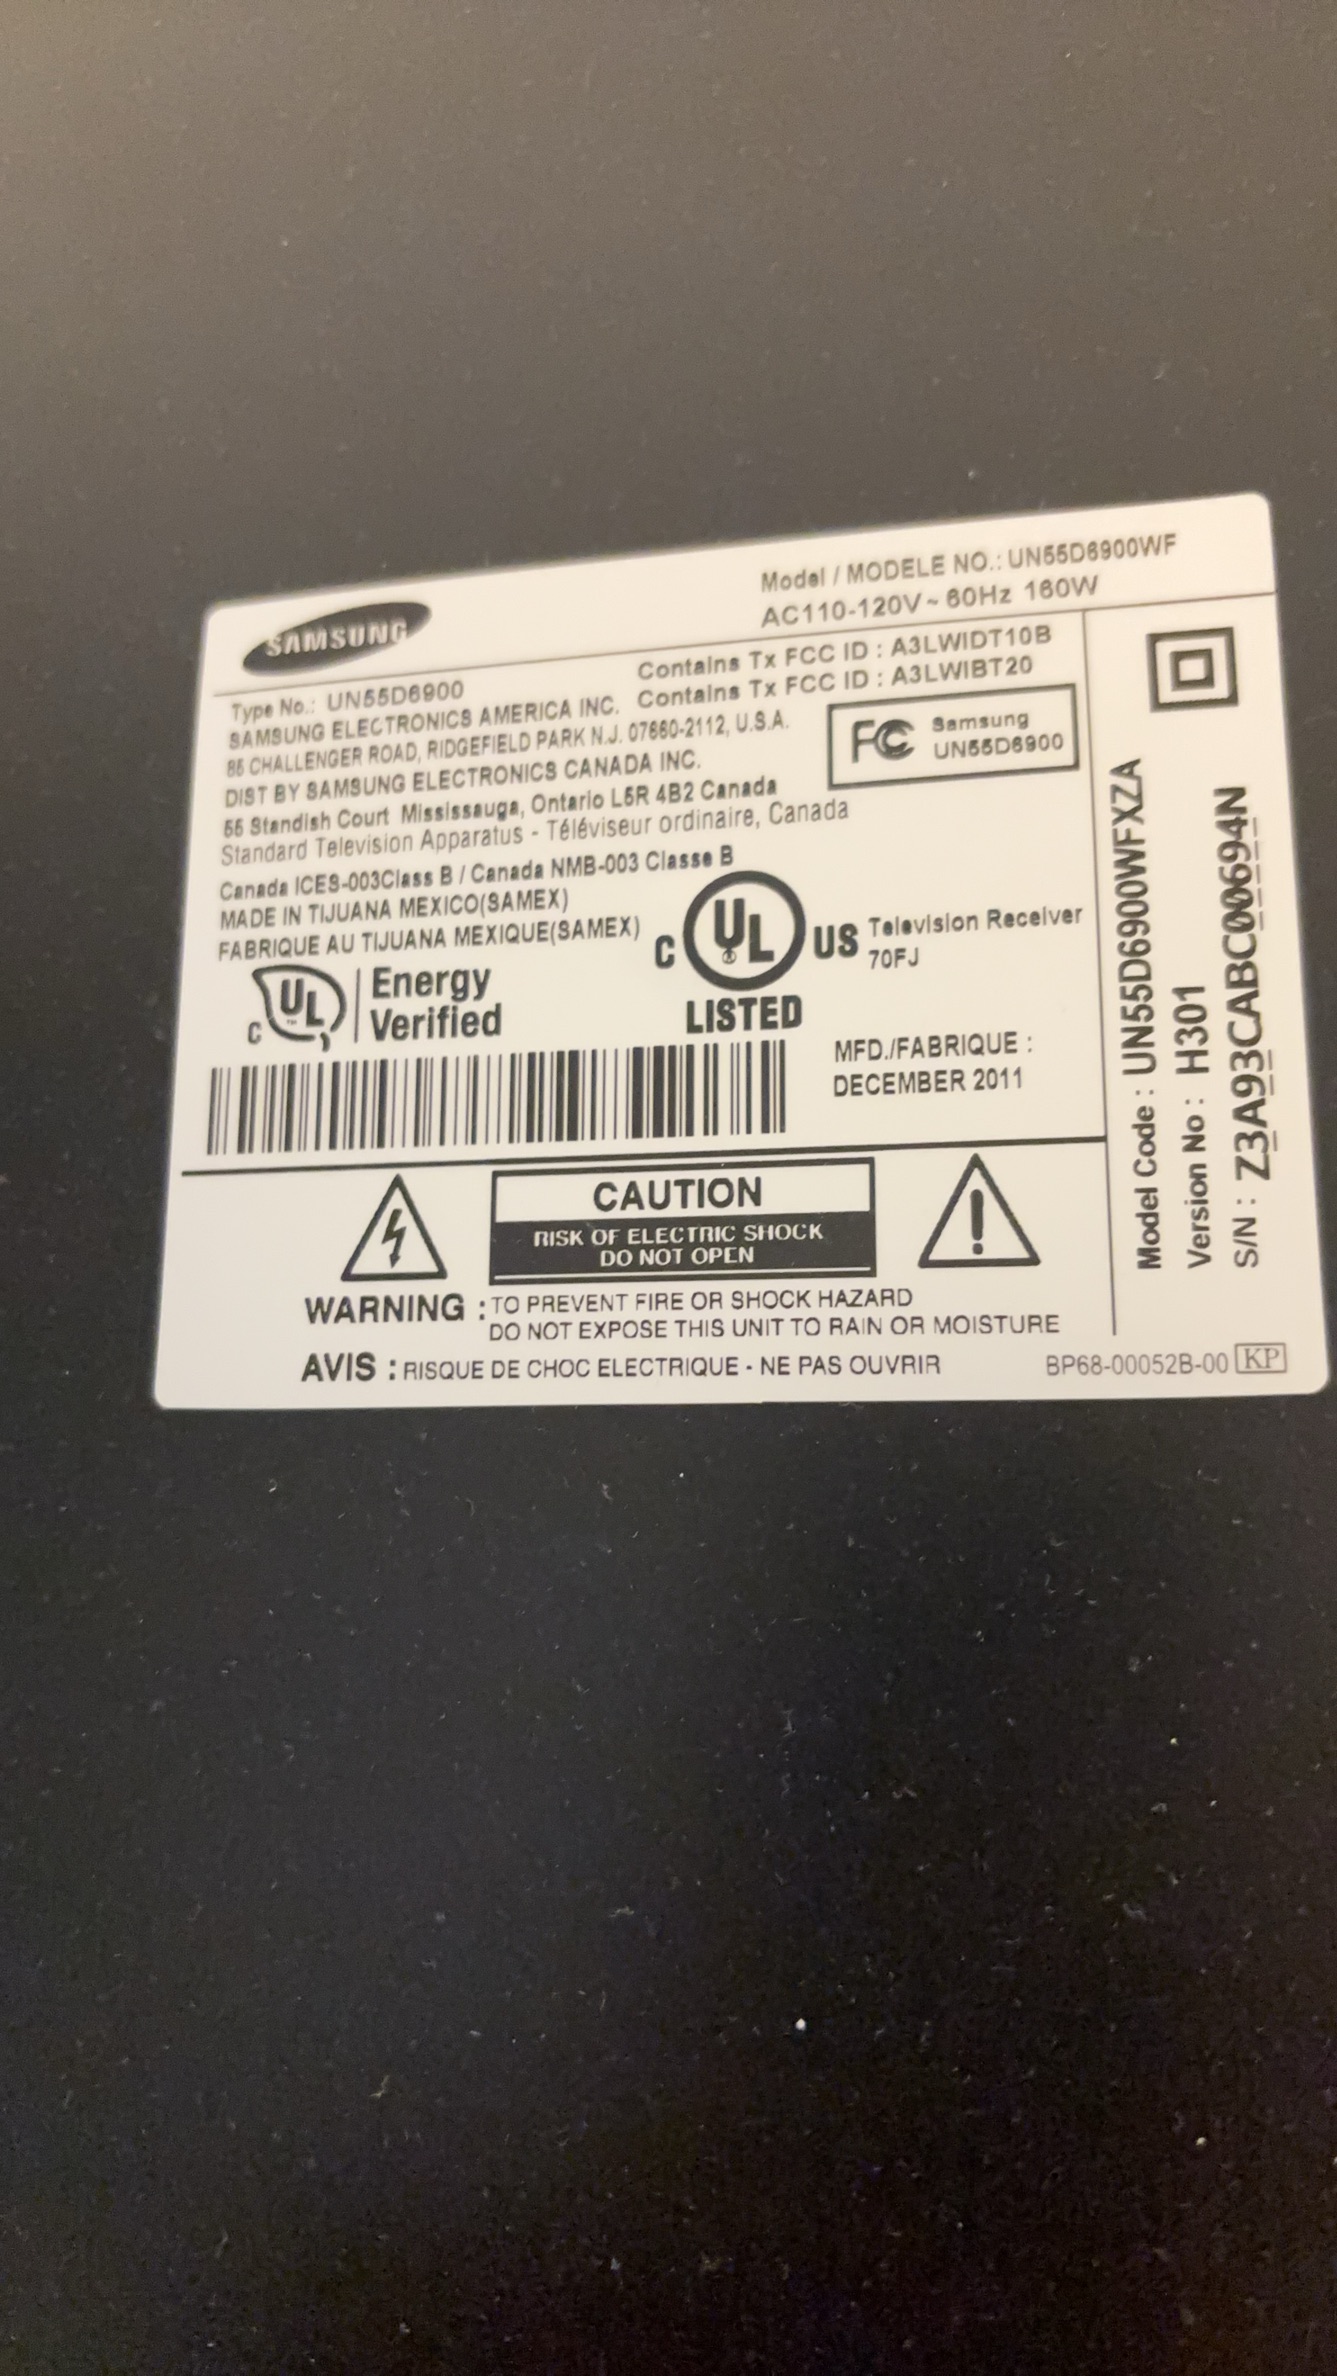 SAMSUNG
Model / MODELE NO.: UN55D6900WF
AC110-120V ~ 60Hz 160W
Type No.: UN55D6900
Contains Tx FCC ID : A3LWIDT10B
SAMSUNG ELECTRONICS AMERICA INC. Contains Tx FCC ID : A3LWIBT20
85 CHALLENGER ROAD, RIDGEFIELD PARK N.J. 07660-2112, U.S.A.
DIST BY SAMSUNG ELECTRONICS CANADA INC.
55 Standish Court Mississauga, Ontario L5R 4B2 Canada
Standard Television Apparatus - Téléviseur ordinaire, Canada
FC Samsung
UN55D6900
Canada ICES-003Class B / Canada NMB-003 Classe B
MADE IN TIJUANA MEXICO(SAMEX)
FABRIQUE AU TIJUANA MEXIQUE(SAMEX)
C UL US
LISTED
Television Receiver
70FJ
C UL Energy
Verified
MFD./FABRIQUE :
DECEMBER 2011
CAUTION
RISK OF ELECTRIC SHOCK
DO NOT OPEN
WARNING : TO PREVENT FIRE OR SHOCK HAZARD
DO NOT EXPOSE THIS UNIT TO RAIN OR MOISTURE
AVIS : RISQUE DE CHOC ELECTRIQUE - NE PAS OUVRIR
BP68-00052B-00 KP
Model Code : UN55D6900WFXZA
Version No : H301
S/N : Z3A93CABC00694N